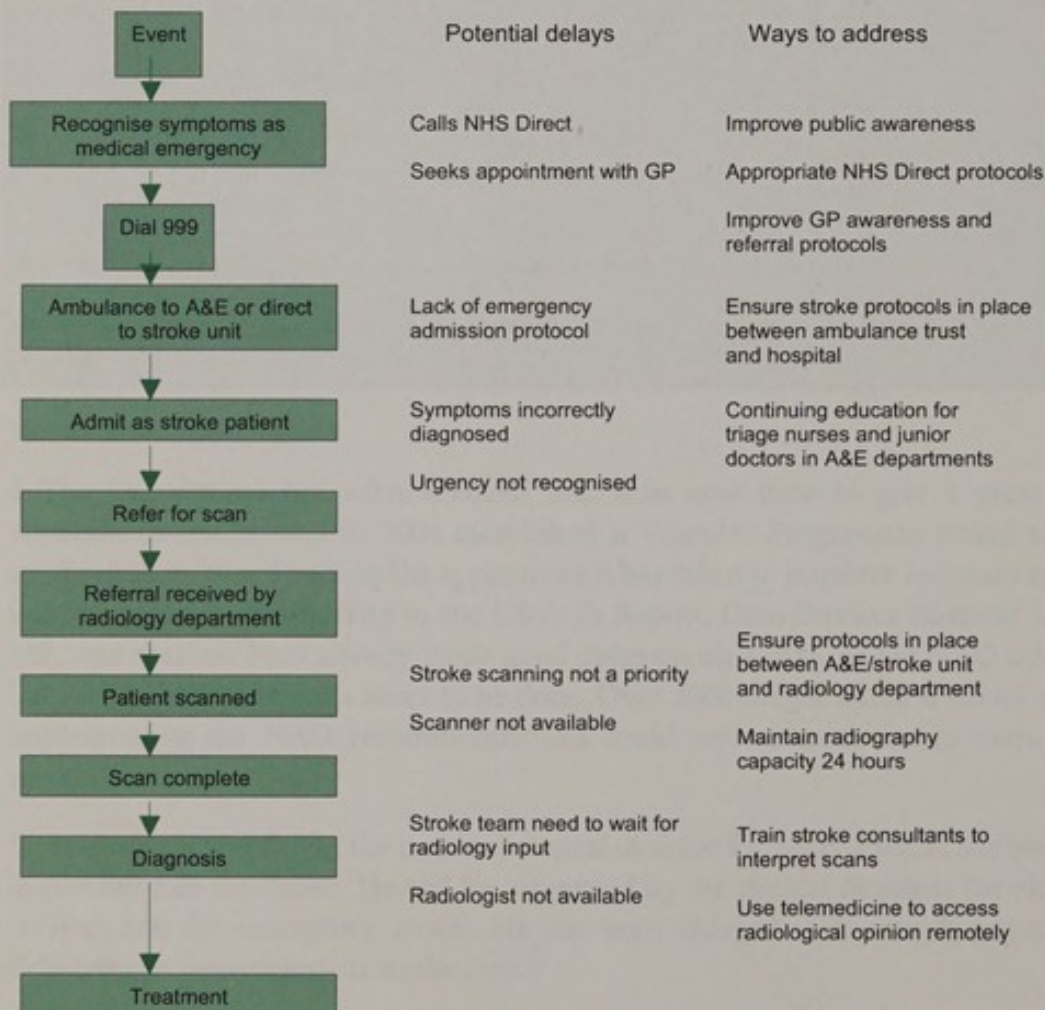 Event
Potential delays
Ways to address
Recognise symptoms as
medical emergency
Calls NHS Direct
Improve public awareness
Seeks appointment with GP
Appropriate NHS Direct protocols
Dial 999
Improve GP awareness and
referral protocols
Ambulance to A&E or direct
to stroke unit
Lack of emergency
admission protocol
Ensure stroke protocols in place
between ambulance trust
and hospital
Admit as stroke patient
Symptoms incorrectly
diagnosed
Continuing education for
triage nurses and junior
doctors in A&E departments
Urgency not recognised
Refer for scan
Referral received by
radiology department
Ensure protocols in place
between A&E/stroke unit
and radiology department
Patient scanned
Stroke scanning not a priority
Scanner not available
Maintain radiography
capacity 24 hours
Scan complete
Stroke team need to wait for
radiology input
Train stroke consultants to
interpret scans
Diagnosis
Radiologist not available
Use telemedicine to access
radiological opinion remotely
Treatment